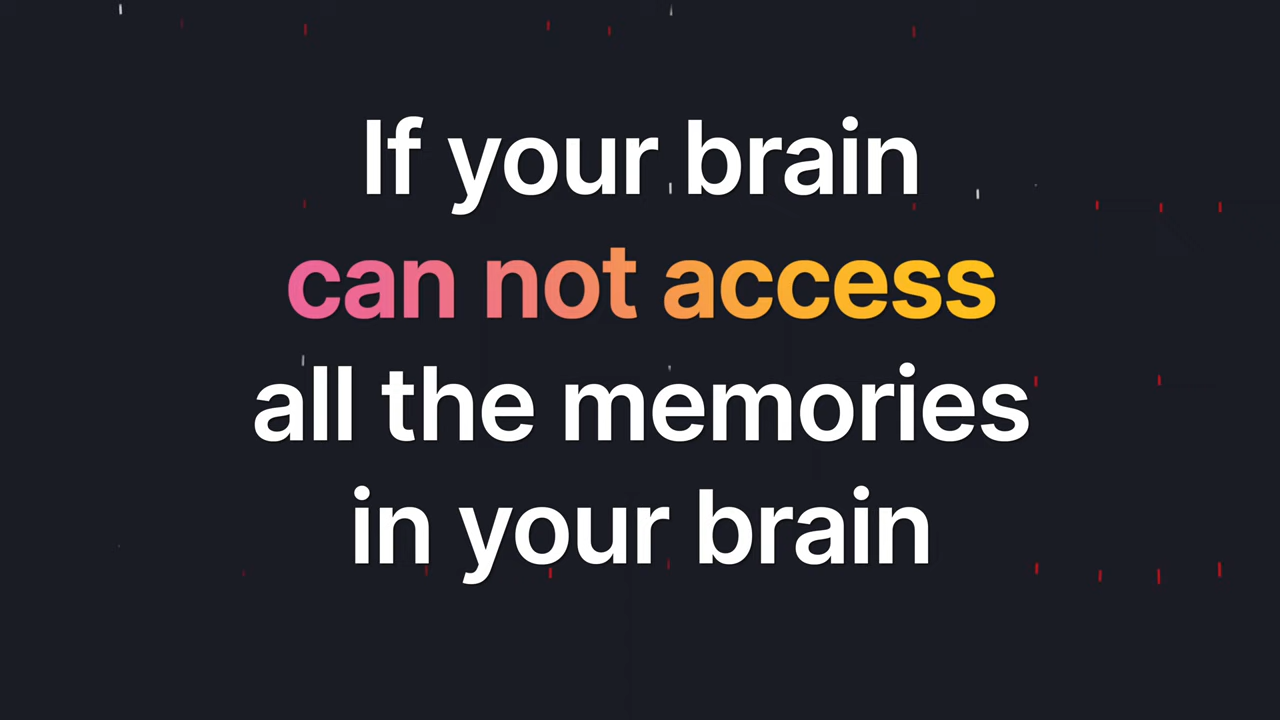 If your brain
can not access
all the memories
in your brain